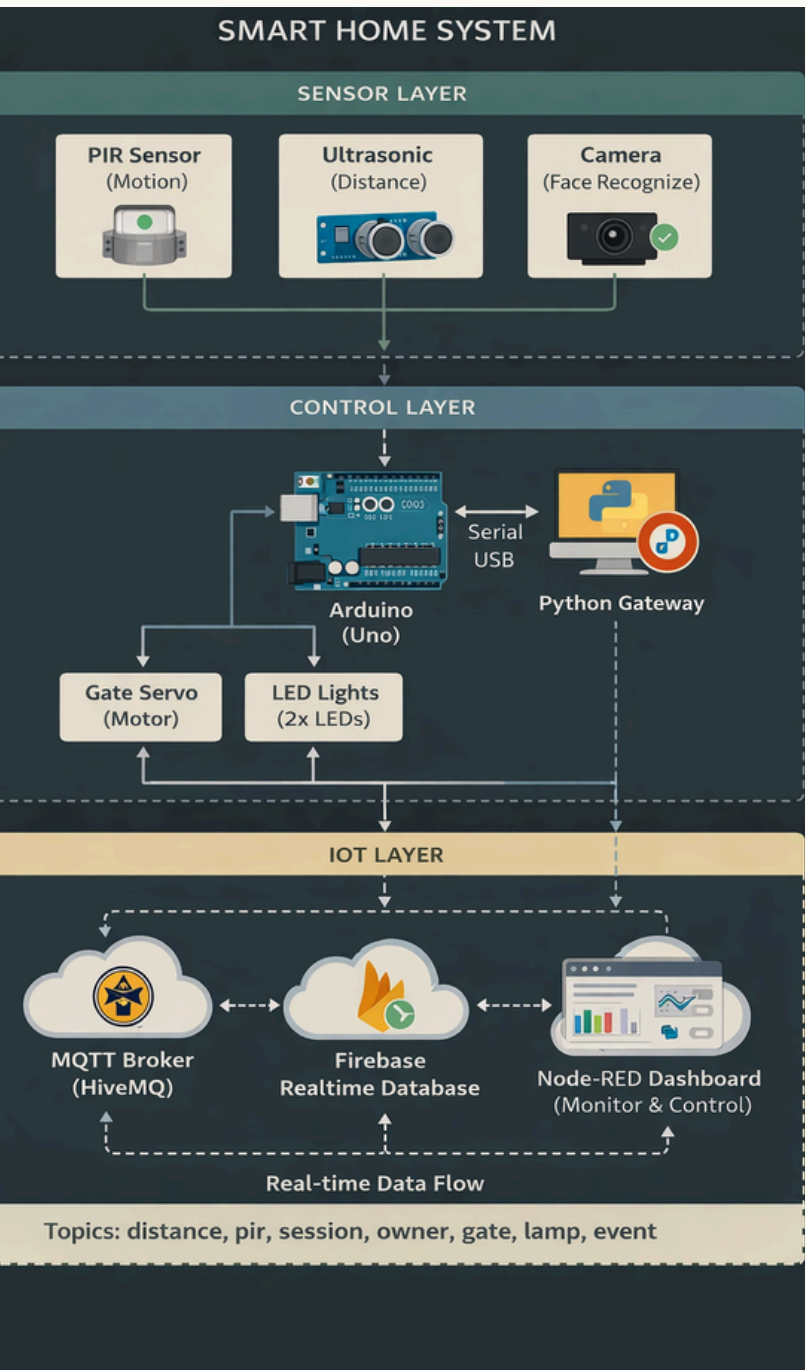 SMART HOME SYSTEM
SENSOR LAYER
PIR Sensor
(Motion)
Ultrasonic
(Distance)
Camera
(Face Recognize)
CONTROL LAYER
Serial
USB
Arduino
(Uno)
Python Gateway
Gate Servo
(Motor)
LED Lights
(2x LEDs)
IOT LAYER
MQTT Broker
(HiveMQ)
Firebase
Realtime Database
Node-RED Dashboard
(Monitor & Control)
Real-time Data Flow
Topics: distance, pir, session, owner, gate, lamp, event